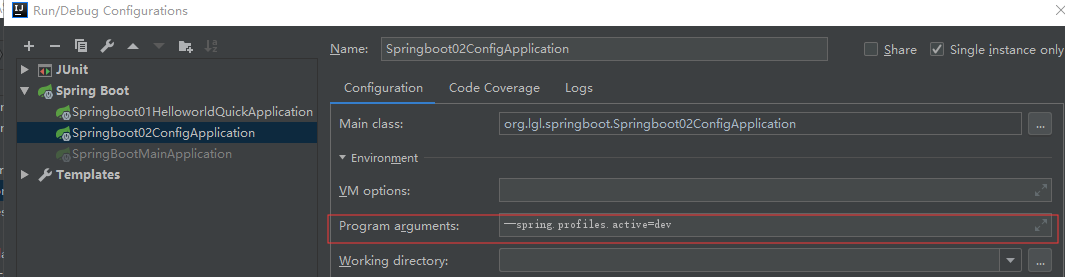 IJ Run/Debug Configurations
JUnit
Spring Boot
Springboot01HelloworldQuickApplication
Springboot02ConfigApplication
SpringBootMainApplication
Templates
Name: Springboot02ConfigApplication Share Single instance only
Configuration Code Coverage Logs
Main class: org.lgl.springboot.Springboot02ConfigApplication ...
Environment
VM options:
Program arguments: —spring.profiles.active=dev
Working directory: ...